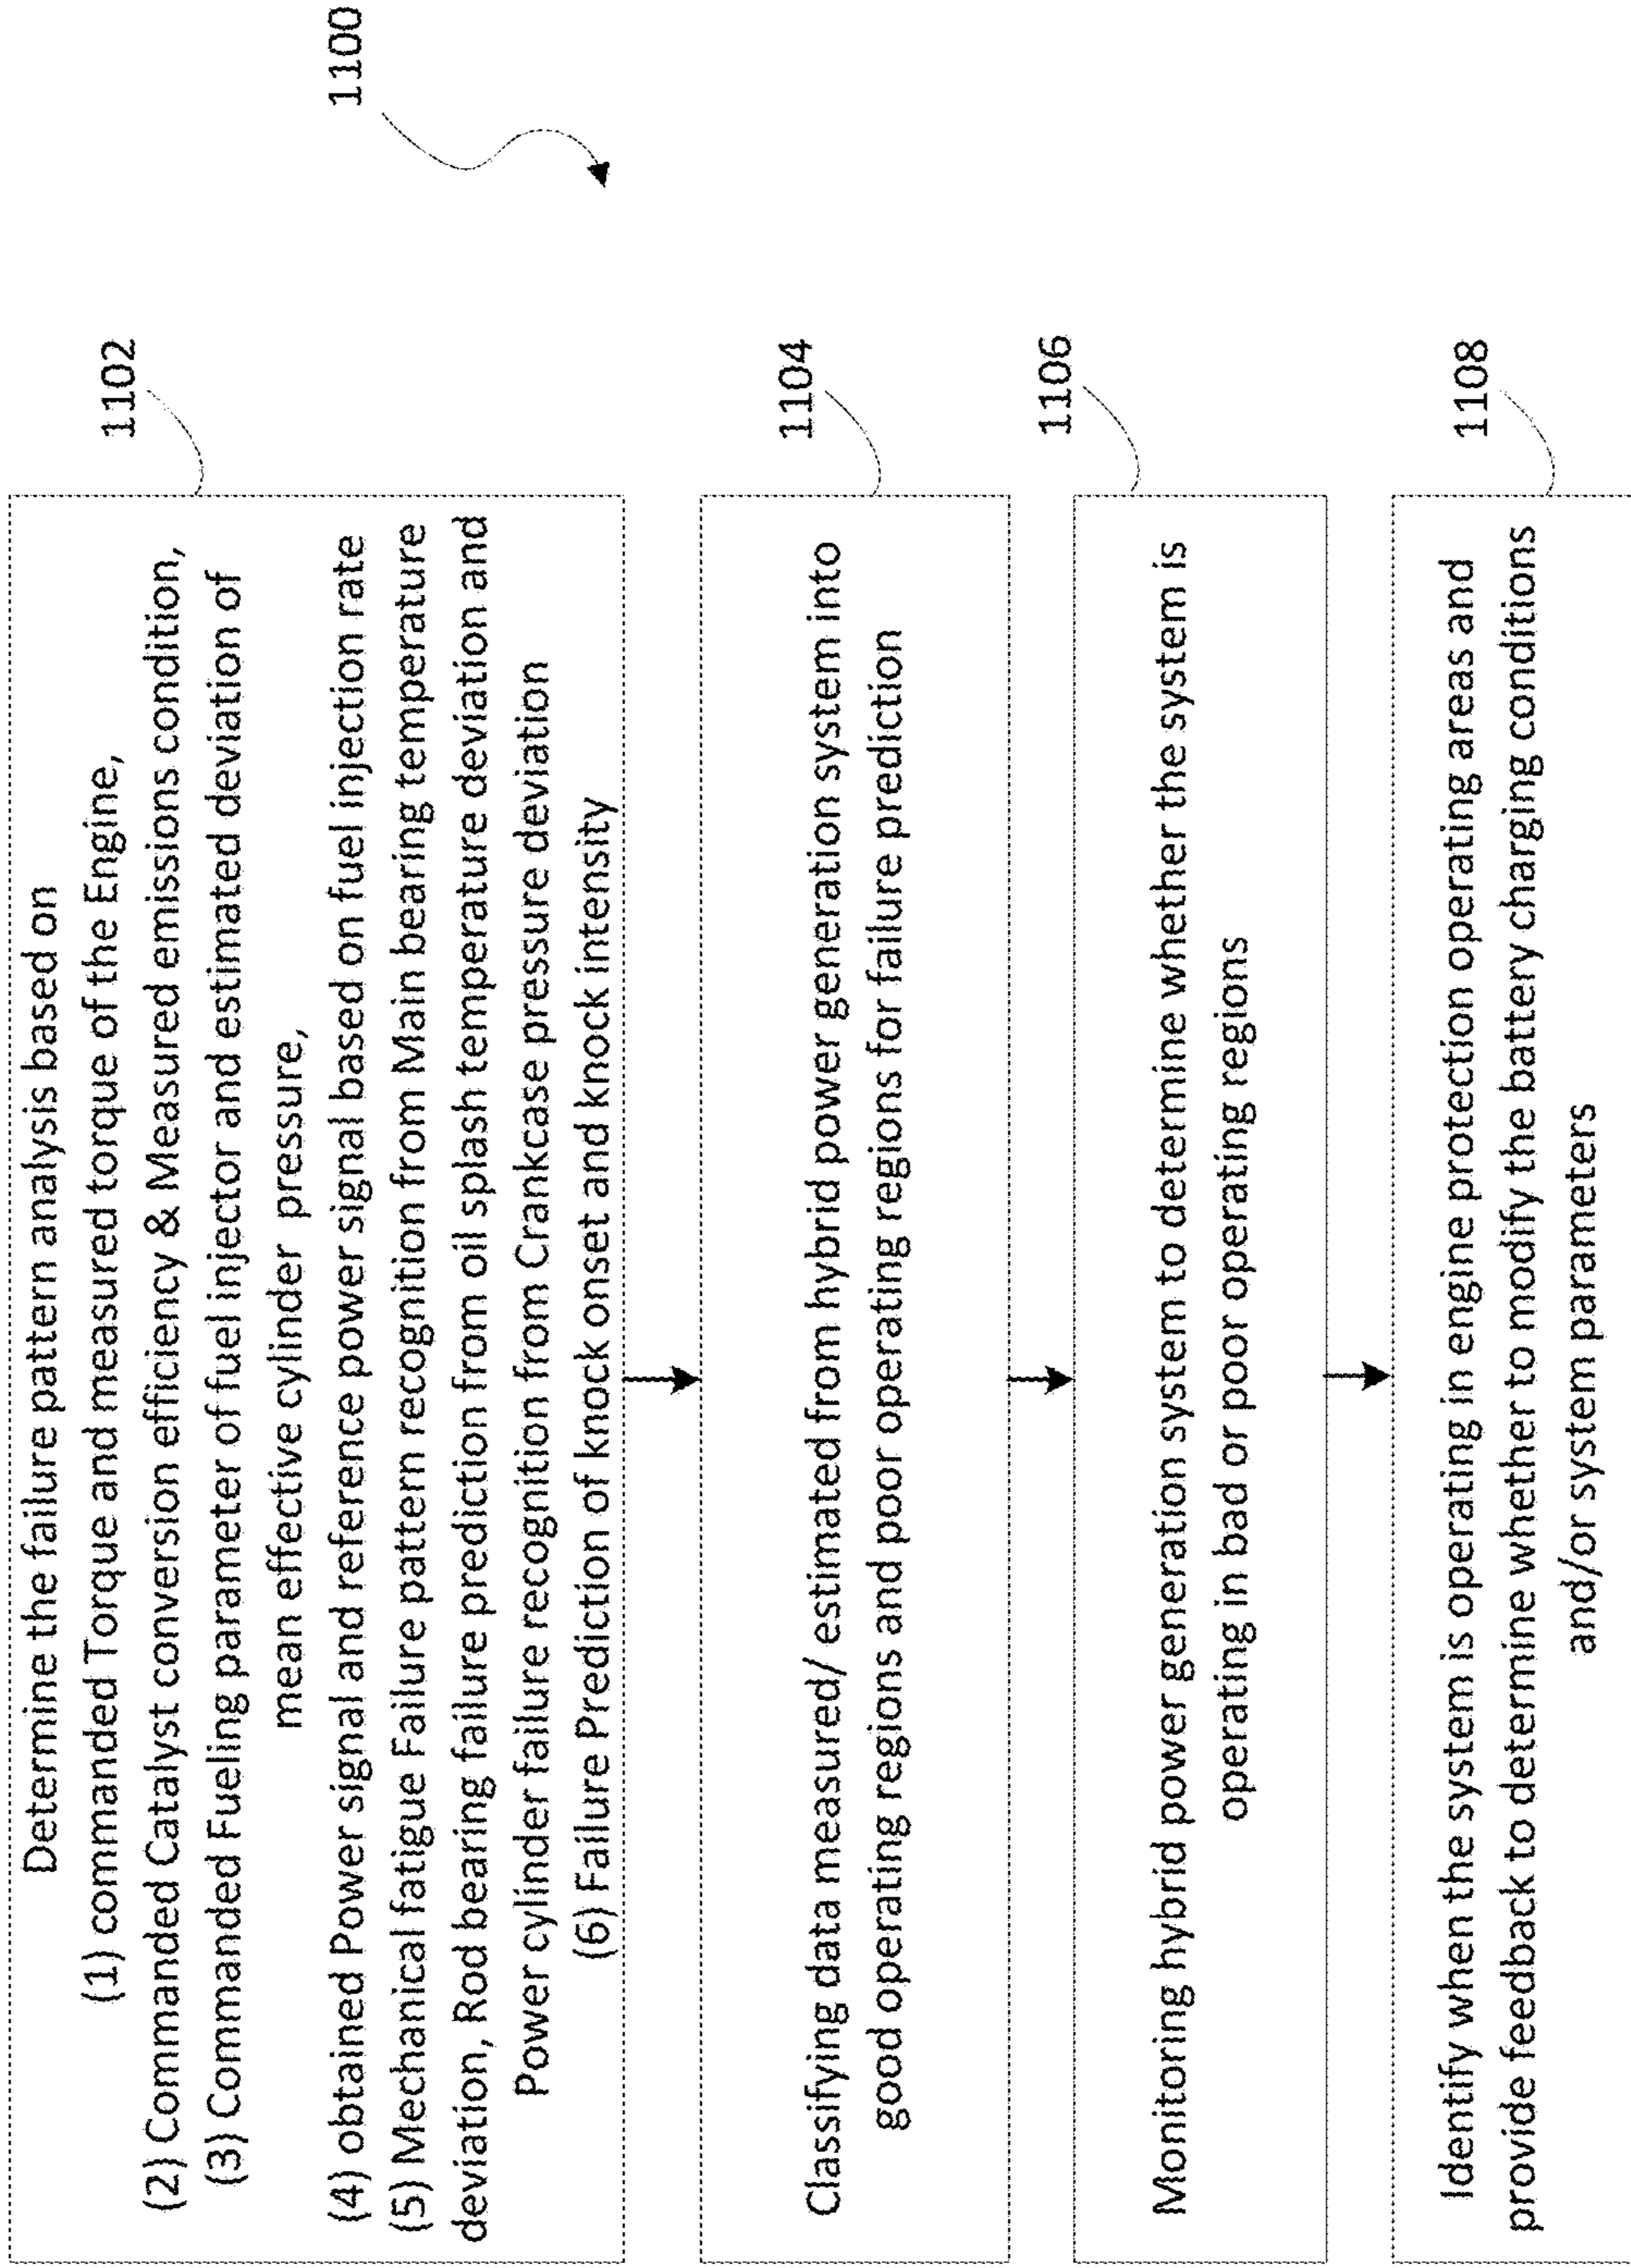 1100
1102
Determine the failure pattern analysis based on
(1) commanded Torque and measured torque of the Engine,
(2) Commanded Catalyst conversion efficiency & Measured emissions condition,
(3) Commanded Fueling parameter of fuel injector and estimated deviation of
mean effective cylinder pressure,
(4) obtained Power signal and reference power signal based on fuel injection rate
(5) Mechanical fatigue Failure pattern recognition from Main bearing temperature
deviation, Rod bearing failure prediction from oil splash temperature deviation and
Power cylinder failure recognition from Crankcase pressure deviation
(6) Failure Prediction of knock onset and knock intensity
1104
Classifying data measured/ estimated from hybrid power generation system into
good operating regions and poor operating regions for failure prediction
1106
Monitoring hybrid power generation system to determine whether the system is
operating in bad or poor operating regions
1108
Identify when the system is operating in engine protection operating areas and
provide feedback to determine whether to modify the battery charging conditions
and/or system parameters